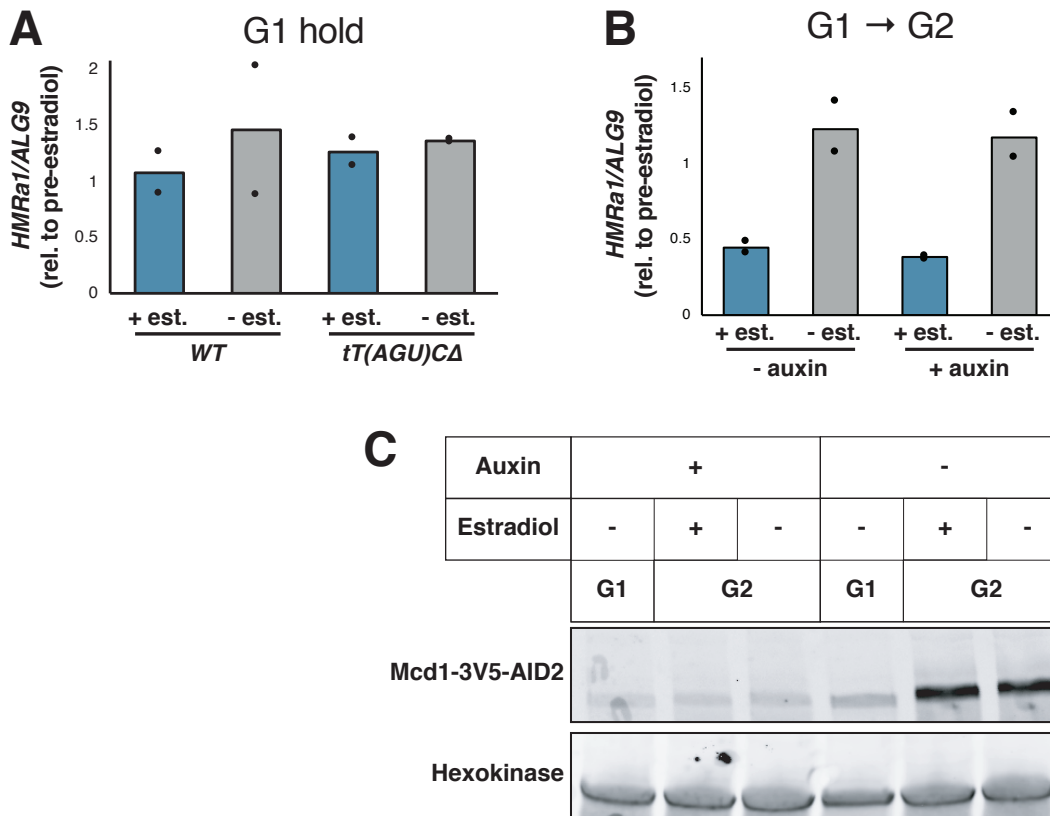 A
G1 hold
HMRa1/ALG9
(rel. to pre-estradiol)
2
1.5
1
0.5
0
+ est.
- est.
+ est.
- est.
WT
tT(AGU)CΔ
B
G1 → G2
HMRa1/ALG9
(rel. to pre-estradiol)
1.5
1
0.5
0
+ est.
- est.
+ est.
- est.
- auxin
+ auxin
C
Auxin + -
Estradiol - + - - + -
G1 G2 G1 G2
Mcd1-3V5-AID2
Hexokinase